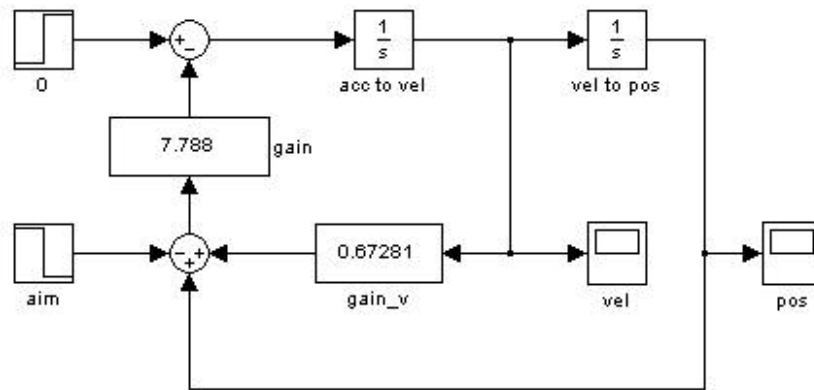 1
s
1
s
0
acc to vel
vel to pos
7.788
gain
0.67281
aim
gain_v
vel
pos